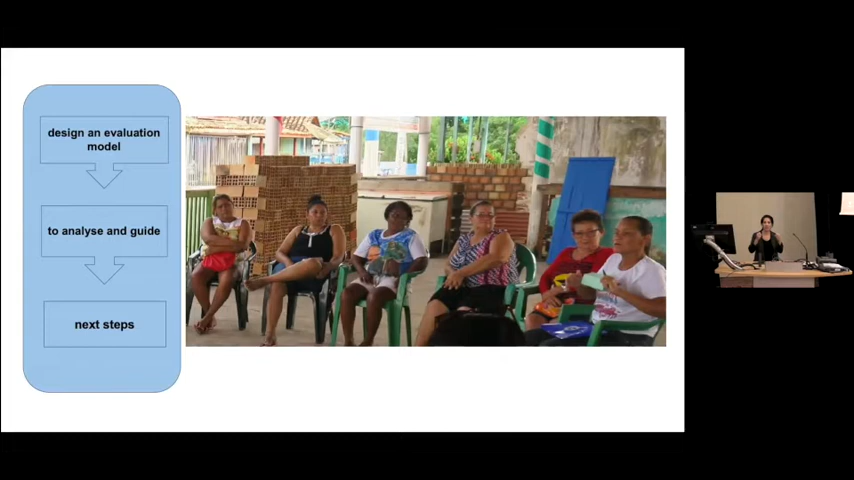 design an evaluation
model
to analyse and guide
next steps